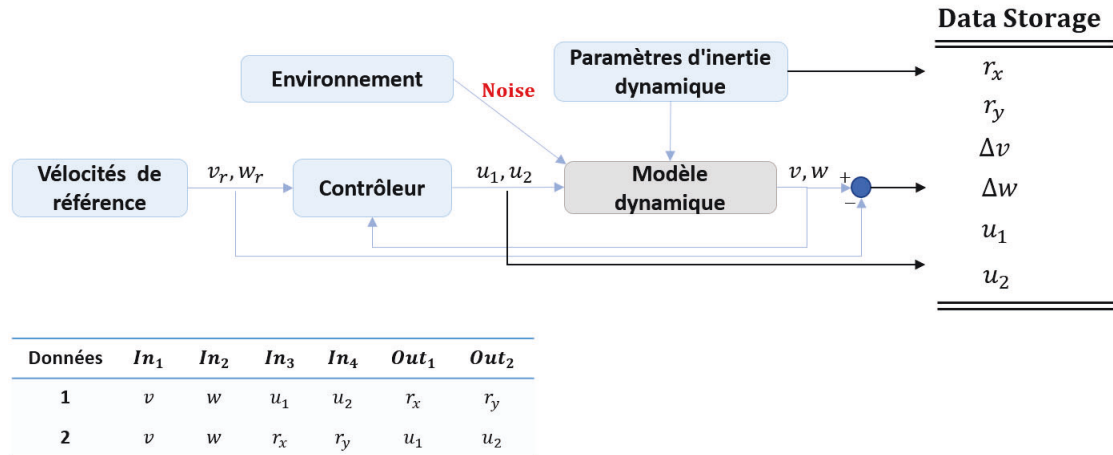 Data Storage
Paramètres d'inertie
dynamique
Environnement
Noise
Vélocités de
référence
v_r, w_r
Contrôleur
u_1, u_2
Modèle
dynamique
v, w
+
−
r_x
r_y
Δv
Δw
u_1
u_2
Données In_1 In_2 In_3 In_4 Out_1 Out_2
1 v w u_1 u_2 r_x r_y
2 v w r_x r_y u_1 u_2